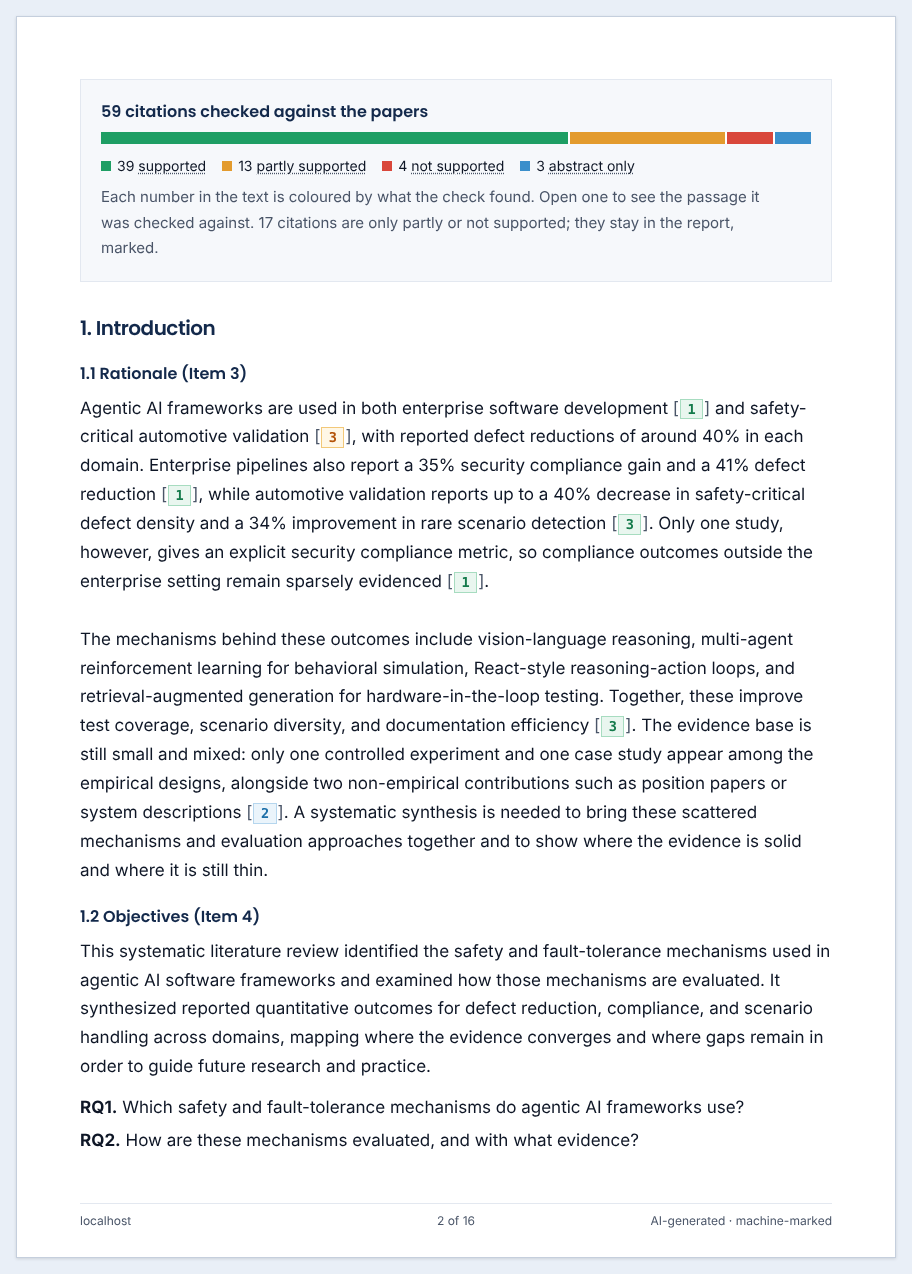 59 citations checked against the papers
39 supported 13 partly supported 4 not supported 3 abstract only
Each number in the text is coloured by what the check found. Open one to see the passage it
was checked against. 17 citations are only partly or not supported; they stay in the report,
marked.
1. Introduction
1.1 Rationale (Item 3)
Agentic AI frameworks are used in both enterprise software development [1] and safety-
critical automotive validation [3], with reported defect reductions of around 40% in each
domain. Enterprise pipelines also report a 35% security compliance gain and a 41% defect
reduction [1], while automotive validation reports up to a 40% decrease in safety-critical
defect density and a 34% improvement in rare scenario detection [3]. Only one study,
however, gives an explicit security compliance metric, so compliance outcomes outside the
enterprise setting remain sparsely evidenced [1].
The mechanisms behind these outcomes include vision-language reasoning, multi-agent
reinforcement learning for behavioral simulation, React-style reasoning-action loops, and
retrieval-augmented generation for hardware-in-the-loop testing. Together, these improve
test coverage, scenario diversity, and documentation efficiency [3]. The evidence base is
still small and mixed: only one controlled experiment and one case study appear among the
empirical designs, alongside two non-empirical contributions such as position papers or
system descriptions [2]. A systematic synthesis is needed to bring these scattered
mechanisms and evaluation approaches together and to show where the evidence is solid
and where it is still thin.
1.2 Objectives (Item 4)
This systematic literature review identified the safety and fault-tolerance mechanisms used in
agentic AI software frameworks and examined how those mechanisms are evaluated. It
synthesized reported quantitative outcomes for defect reduction, compliance, and scenario
handling across domains, mapping where the evidence converges and where gaps remain in
order to guide future research and practice.
RQ1. Which safety and fault-tolerance mechanisms do agentic AI frameworks use?
RQ2. How are these mechanisms evaluated, and with what evidence?
localhost 2 of 16 AI-generated · machine-marked